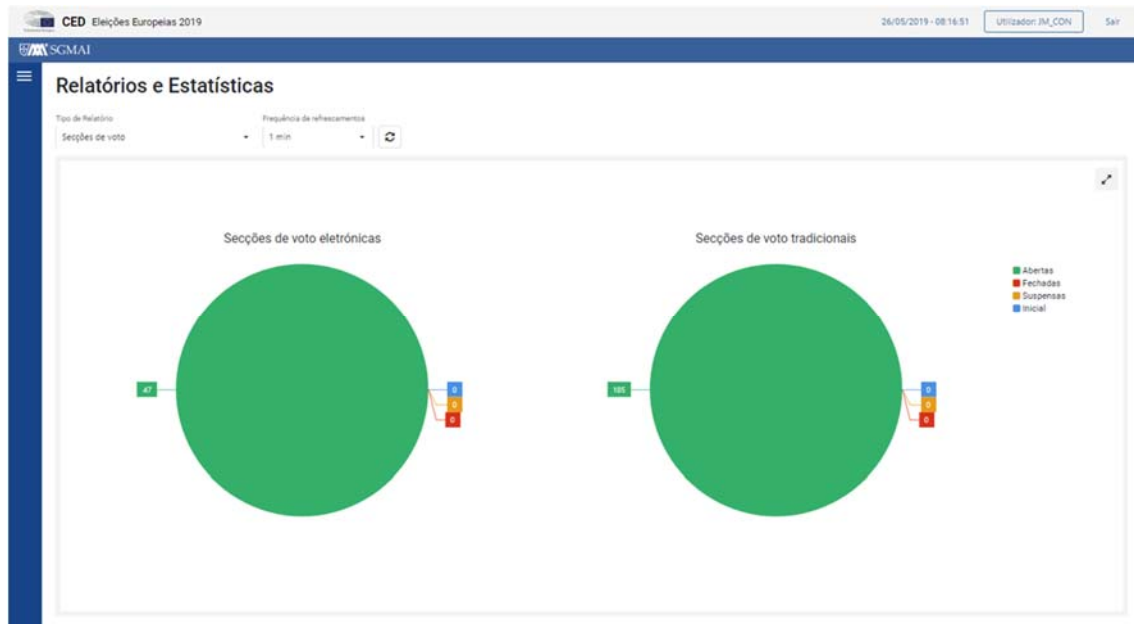 CED Eleições Europeias 2019
26/05/2019 - 08:16:51
Utilizador: JM_CON
Sair
SGMAI
Relatórios e Estatísticas
Tipo de Relatório
Frequência de refrescamentos
Secções de voto
1 min
Secções de voto eletrónicas
Secções de voto tradicionais
Abertas
Fechadas
Suspensas
Inicial
47
0
0
0
105
0
0
0